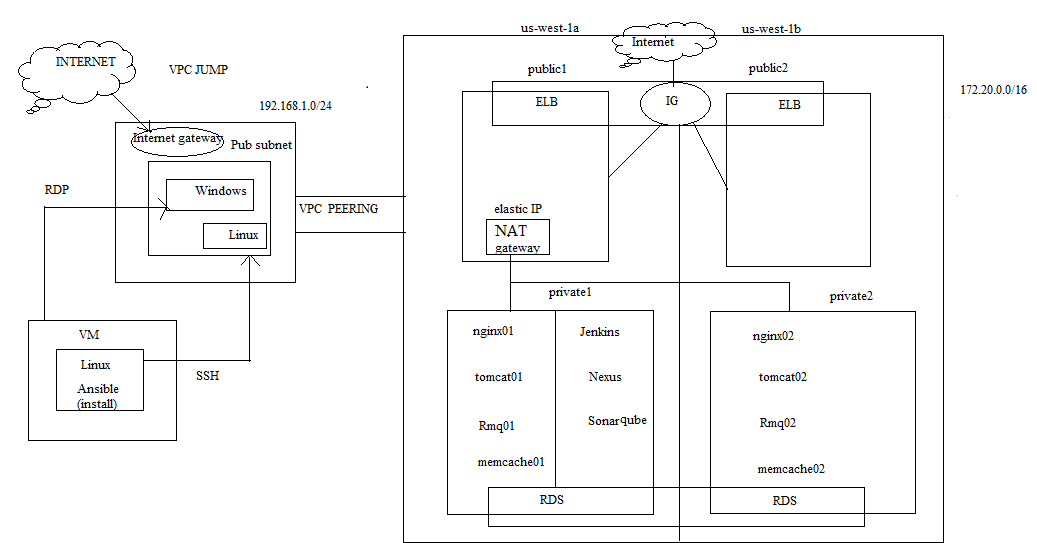 us-west-1a
us-west-1b
Internet
INTERNET
VPC JUMP
public1
public2
192.168.1.0/24
ELB
IG
ELB
172.20.0.0/16
Internet gateway
Pub subnet
RDP
Windows
VPC PEERING
elastic IP
Linux
NAT
gateway
private1
private2
VM
nginx01
Jenkins
nginx02
Linux
SSH
Ansible
(install)
tomcat01
Nexus
tomcat02
Rmq01
Sonarqube
Rmq02
memcache01
memcache02
RDS
RDS